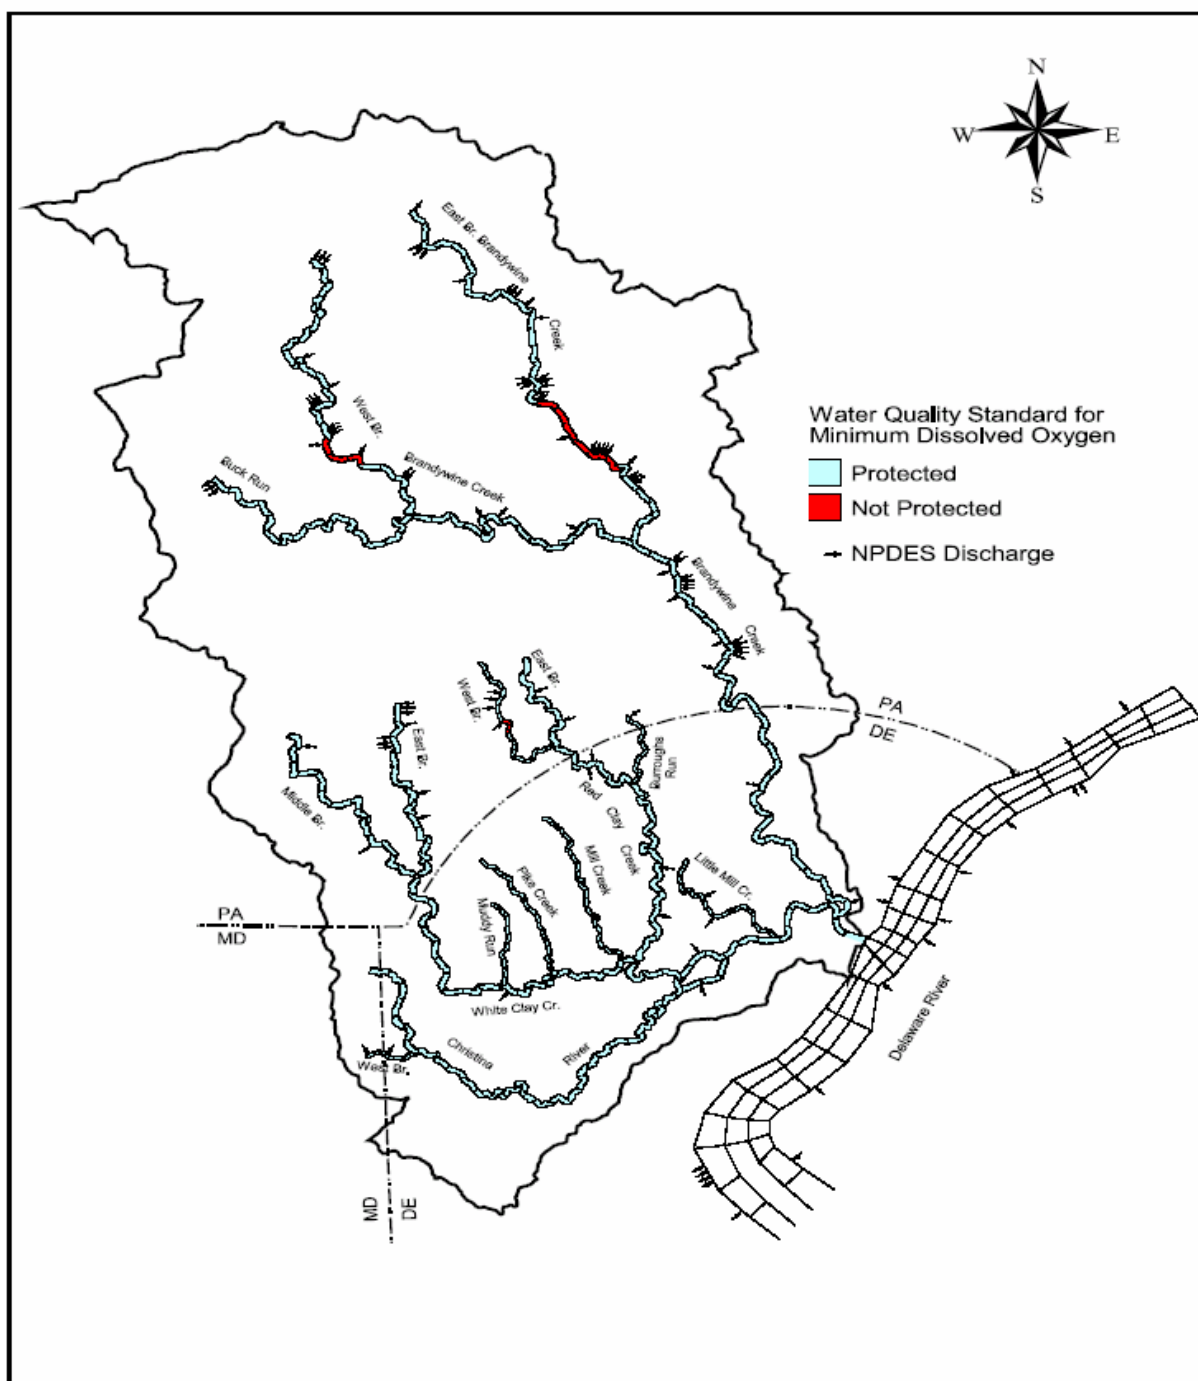 N
W
E
S
East Br. Brandywine
Creek
West Br.
Brandywine Creek
Buck Run
Water Quality Standard for
Minimum Dissolved Oxygen
Protected
Not Protected
NPDES Discharge
Brandywine
Creek
West Br.
East Br.
Burroughs
Run
PA
DE
East Br.
Middle Br.
Red Clay Creek
Mill Creek
Pike Creek
Muddy Run
Little Mill Cr.
PA
MD
White Clay Cr.
Christina
River
West Br.
Delaware River
MD
DE